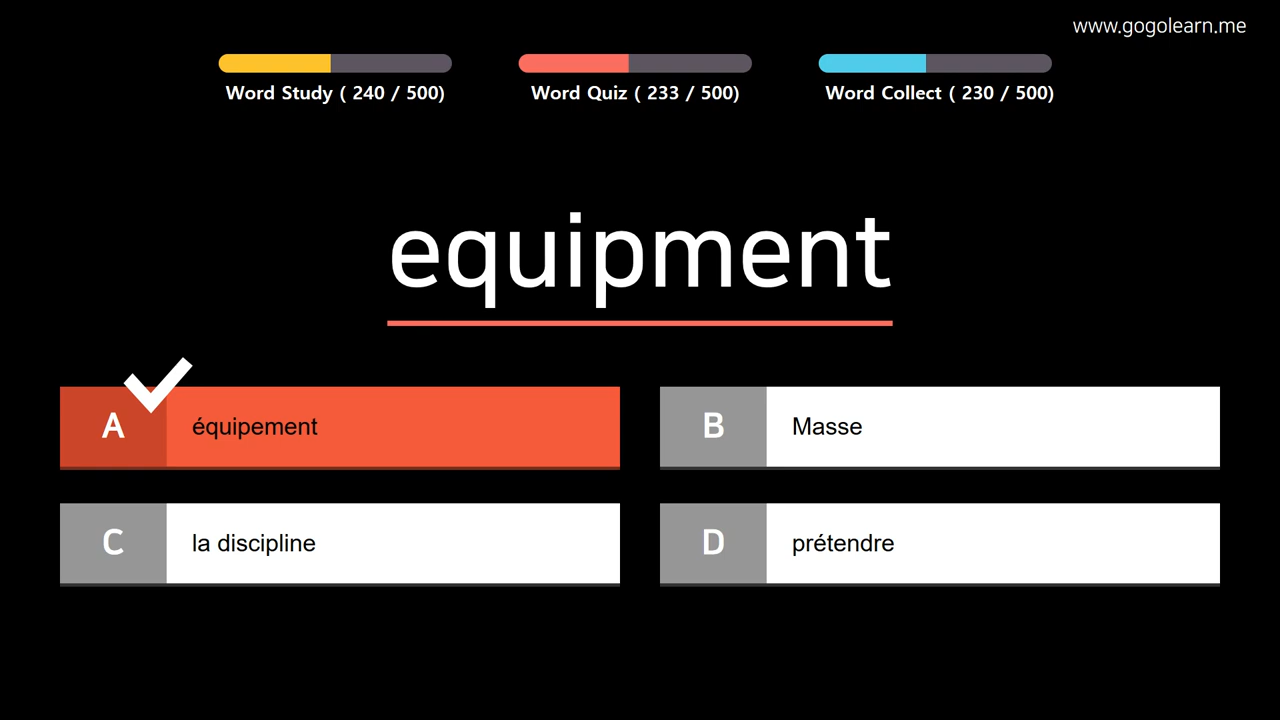 www.gogolearn.me
Word Study ( 240 / 500)
Word Quiz ( 233 / 500)
Word Collect ( 230 / 500)
equipment
A équipement
B Masse
C la discipline
D prétendre